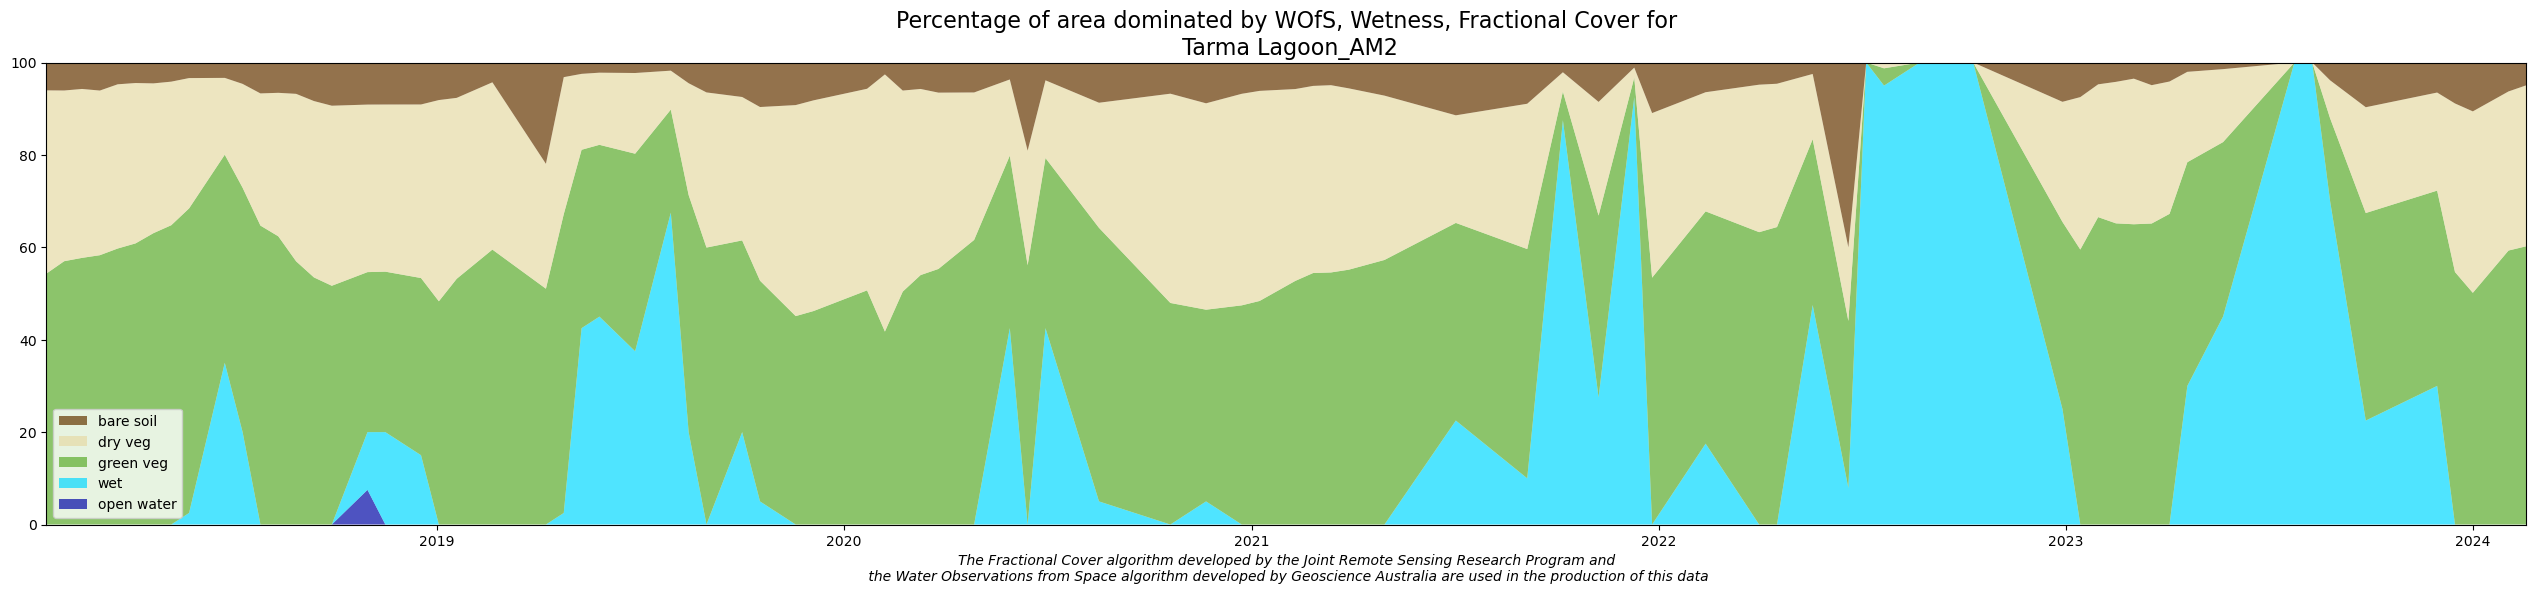 Percentage of area dominated by WOfS, Wetness, Fractional Cover for
Tarma Lagoon_AM2
100
80
60
40
20
0
bare soil
dry veg
green veg
wet
open water
2019 2020 2021 2022 2023 2024
The Fractional Cover algorithm developed by the Joint Remote Sensing Research Program and
the Water Observations from Space algorithm developed by Geoscience Australia are used in the production of this data